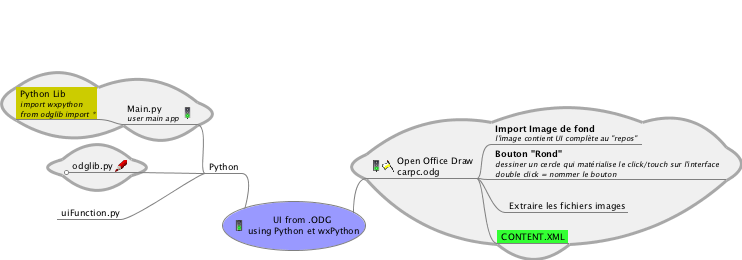 Python Lib
import wxpython
from odglib import *
Main.py
user main app
odglib.py
Python
uiFunction.py
UI from .ODG
using Python et wxPython
Open Office Draw
carpc.odg
Import Image de fond
l'image contient UI complète au "repos"
Bouton "Rond"
dessiner un cerde qui matérialise le click/touch sur l'interface
double click = nommer le bouton
Extraire les fichiers images
CONTENT.XML